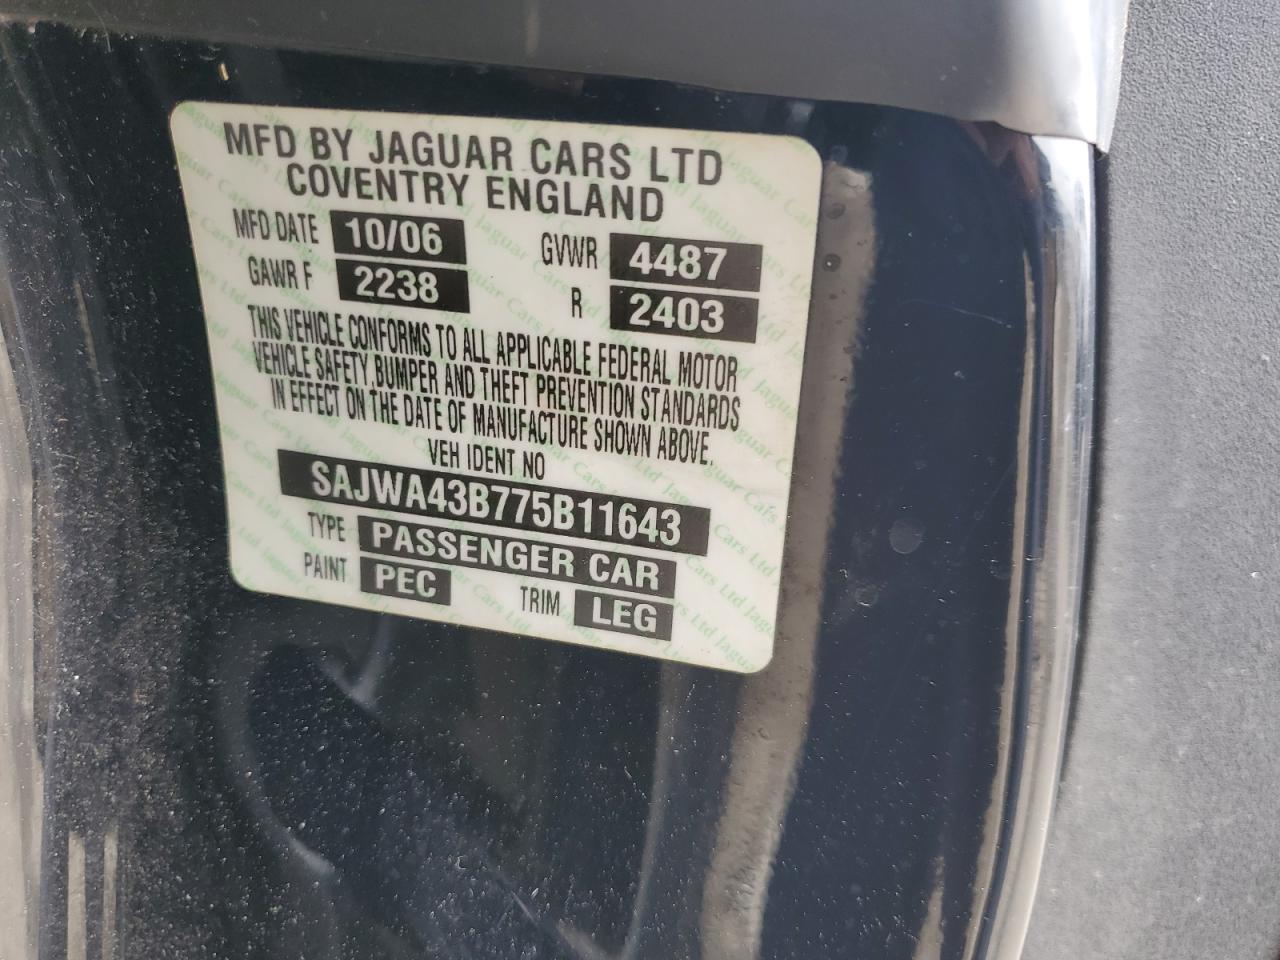 MFD BY JAGUAR CARS LTD
COVENTRY ENGLAND
MFD DATE 10/06 GVWR 4487
GAWR F 2238 R 2403
THIS VEHICLE CONFORMS TO ALL APPLICABLE FEDERAL MOTOR
VEHICLE SAFETY, BUMPER AND THEFT PREVENTION STANDARDS
IN EFFECT ON THE DATE OF MANUFACTURE SHOWN ABOVE.
VEH IDENT NO
SAJWA43B775B11643
TYPE PASSENGER CAR
PAINT PEC TRIM LEG